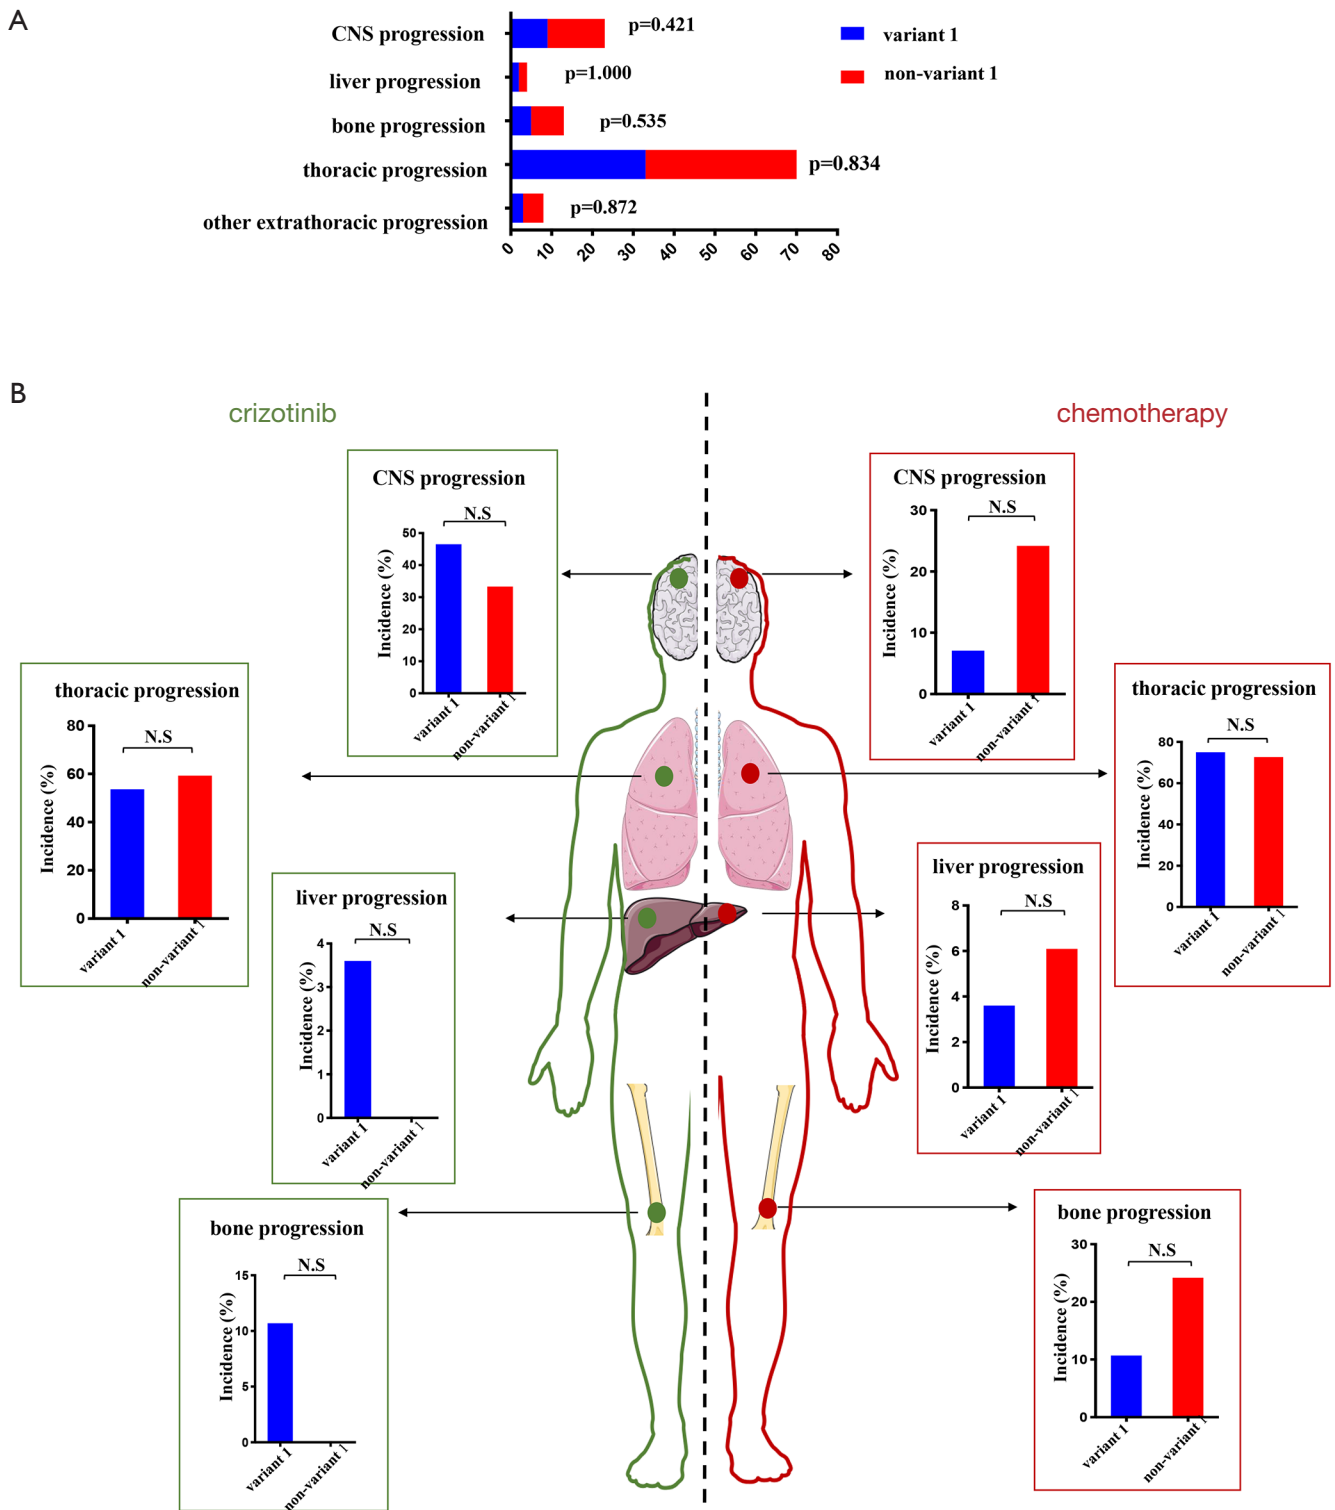 A
CNS progression
p=0.421
liver progression
p=1.000
bone progression
p=0.535
thoracic progression
p=0.834
other extrathoracic progression
p=0.872
0 10 20 30 40 50 60 70 80
variant 1
non-variant 1
B
crizotinib
chemotherapy
CNS progression
N.S
Incidence (%)
50
40
30
20
10
0
variant 1
non-variant 1
CNS progression
N.S
Incidence (%)
30
20
10
0
variant 1
non-variant 1
thoracic progression
N.S
Incidence (%)
80
60
40
20
0
variant 1
non-variant 1
thoracic progression
N.S
Incidence (%)
80
60
40
20
0
variant 1
non-variant 1
liver progression
N.S
Incidence (%)
4
3
2
1
0
variant 1
non-variant 1
liver progression
N.S
Incidence (%)
8
6
4
2
0
variant 1
non-variant 1
bone progression
N.S
Incidence (%)
15
10
5
0
variant 1
non-variant 1
bone progression
N.S
Incidence (%)
30
20
10
0
variant 1
non-variant 1